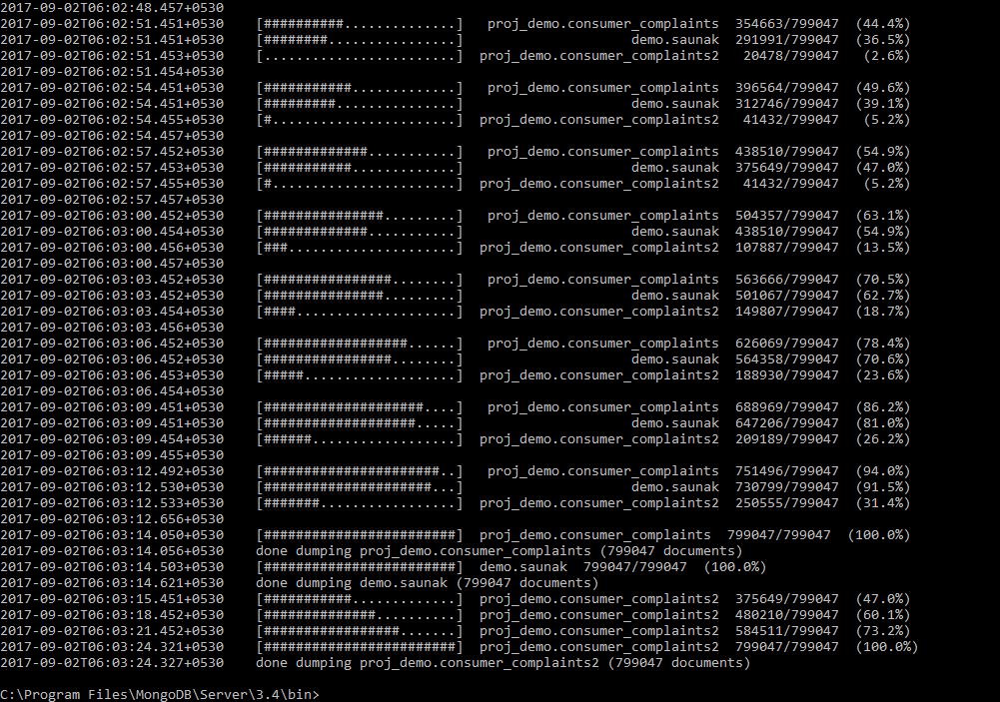 2017-09-02T06:02:48.457+0530
2017-09-02T06:02:51.451+0530    [##########..............]   proj_demo.consumer_complaints  354663/799047  (44.4%)
2017-09-02T06:02:51.451+0530    [########................]                     demo.saunak  291991/799047  (36.5%)
2017-09-02T06:02:51.453+0530    [........................]  proj_demo.consumer_complaints2   20478/799047   (2.6%)
2017-09-02T06:02:51.454+0530
2017-09-02T06:02:54.451+0530    [###########.............]   proj_demo.consumer_complaints  396564/799047  (49.6%)
2017-09-02T06:02:54.451+0530    [#########...............]                     demo.saunak  312746/799047  (39.1%)
2017-09-02T06:02:54.455+0530    [#.......................]  proj_demo.consumer_complaints2   41432/799047   (5.2%)
2017-09-02T06:02:54.457+0530
2017-09-02T06:02:57.452+0530    [#############...........]   proj_demo.consumer_complaints  438510/799047  (54.9%)
2017-09-02T06:02:57.453+0530    [###########.............]                     demo.saunak  375649/799047  (47.0%)
2017-09-02T06:02:57.455+0530    [#.......................]  proj_demo.consumer_complaints2   41432/799047   (5.2%)
2017-09-02T06:02:57.457+0530
2017-09-02T06:03:00.452+0530    [###############.........]   proj_demo.consumer_complaints  504357/799047  (63.1%)
2017-09-02T06:03:00.454+0530    [#############...........]                     demo.saunak  438510/799047  (54.9%)
2017-09-02T06:03:00.456+0530    [###.....................]  proj_demo.consumer_complaints2  107887/799047  (13.5%)
2017-09-02T06:03:00.457+0530
2017-09-02T06:03:03.452+0530    [################........]   proj_demo.consumer_complaints  563666/799047  (70.5%)
2017-09-02T06:03:03.452+0530    [###############.........]                     demo.saunak  501067/799047  (62.7%)
2017-09-02T06:03:03.454+0530    [####....................]  proj_demo.consumer_complaints2  149807/799047  (18.7%)
2017-09-02T06:03:03.456+0530
2017-09-02T06:03:06.452+0530    [##################......]   proj_demo.consumer_complaints  626069/799047  (78.4%)
2017-09-02T06:03:06.452+0530    [################........]                     demo.saunak  564358/799047  (70.6%)
2017-09-02T06:03:06.453+0530    [#####...................]  proj_demo.consumer_complaints2  188930/799047  (23.6%)
2017-09-02T06:03:06.454+0530
2017-09-02T06:03:09.451+0530    [####################....]   proj_demo.consumer_complaints  688969/799047  (86.2%)
2017-09-02T06:03:09.451+0530    [###################.....]                     demo.saunak  647206/799047  (81.0%)
2017-09-02T06:03:09.454+0530    [######..................]  proj_demo.consumer_complaints2  209189/799047  (26.2%)
2017-09-02T06:03:09.455+0530
2017-09-02T06:03:12.492+0530    [######################..]   proj_demo.consumer_complaints  751496/799047  (94.0%)
2017-09-02T06:03:12.530+0530    [#####################...]                     demo.saunak  730799/799047  (91.5%)
2017-09-02T06:03:12.533+0530    [#######.................]  proj_demo.consumer_complaints2  250555/799047  (31.4%)
2017-09-02T06:03:12.656+0530
2017-09-02T06:03:14.050+0530    [########################]  proj_demo.consumer_complaints  799047/799047  (100.0%)
2017-09-02T06:03:14.056+0530    done dumping proj_demo.consumer_complaints (799047 documents)
2017-09-02T06:03:14.503+0530    [########################]  demo.saunak  799047/799047  (100.0%)
2017-09-02T06:03:14.621+0530    done dumping demo.saunak (799047 documents)
2017-09-02T06:03:15.451+0530    [###########.............]  proj_demo.consumer_complaints2  375649/799047  (47.0%)
2017-09-02T06:03:18.452+0530    [##############..........]  proj_demo.consumer_complaints2  480210/799047  (60.1%)
2017-09-02T06:03:21.452+0530    [#################.......]  proj_demo.consumer_complaints2  584511/799047  (73.2%)
2017-09-02T06:03:24.321+0530    [########################]  proj_demo.consumer_complaints2  799047/799047  (100.0%)
2017-09-02T06:03:24.327+0530    done dumping proj_demo.consumer_complaints2 (799047 documents)
C:\Program Files\MongoDB\Server\3.4\bin>